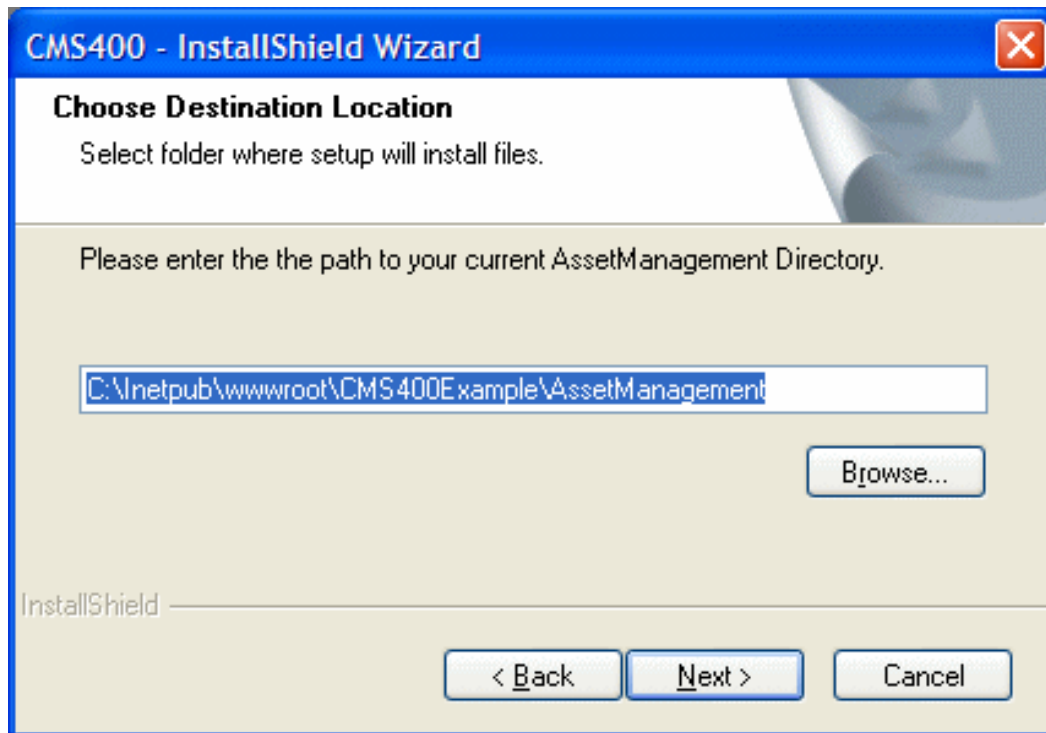 CMS400 - InstallShield Wizard
Choose Destination Location
Select folder where setup will install files.
Please enter the the path to your current AssetManagement Directory.
C:\Inetpub\wwwroot\CMS400Example\AssetManagement
Browse...
InstallShield
< Back Next > Cancel